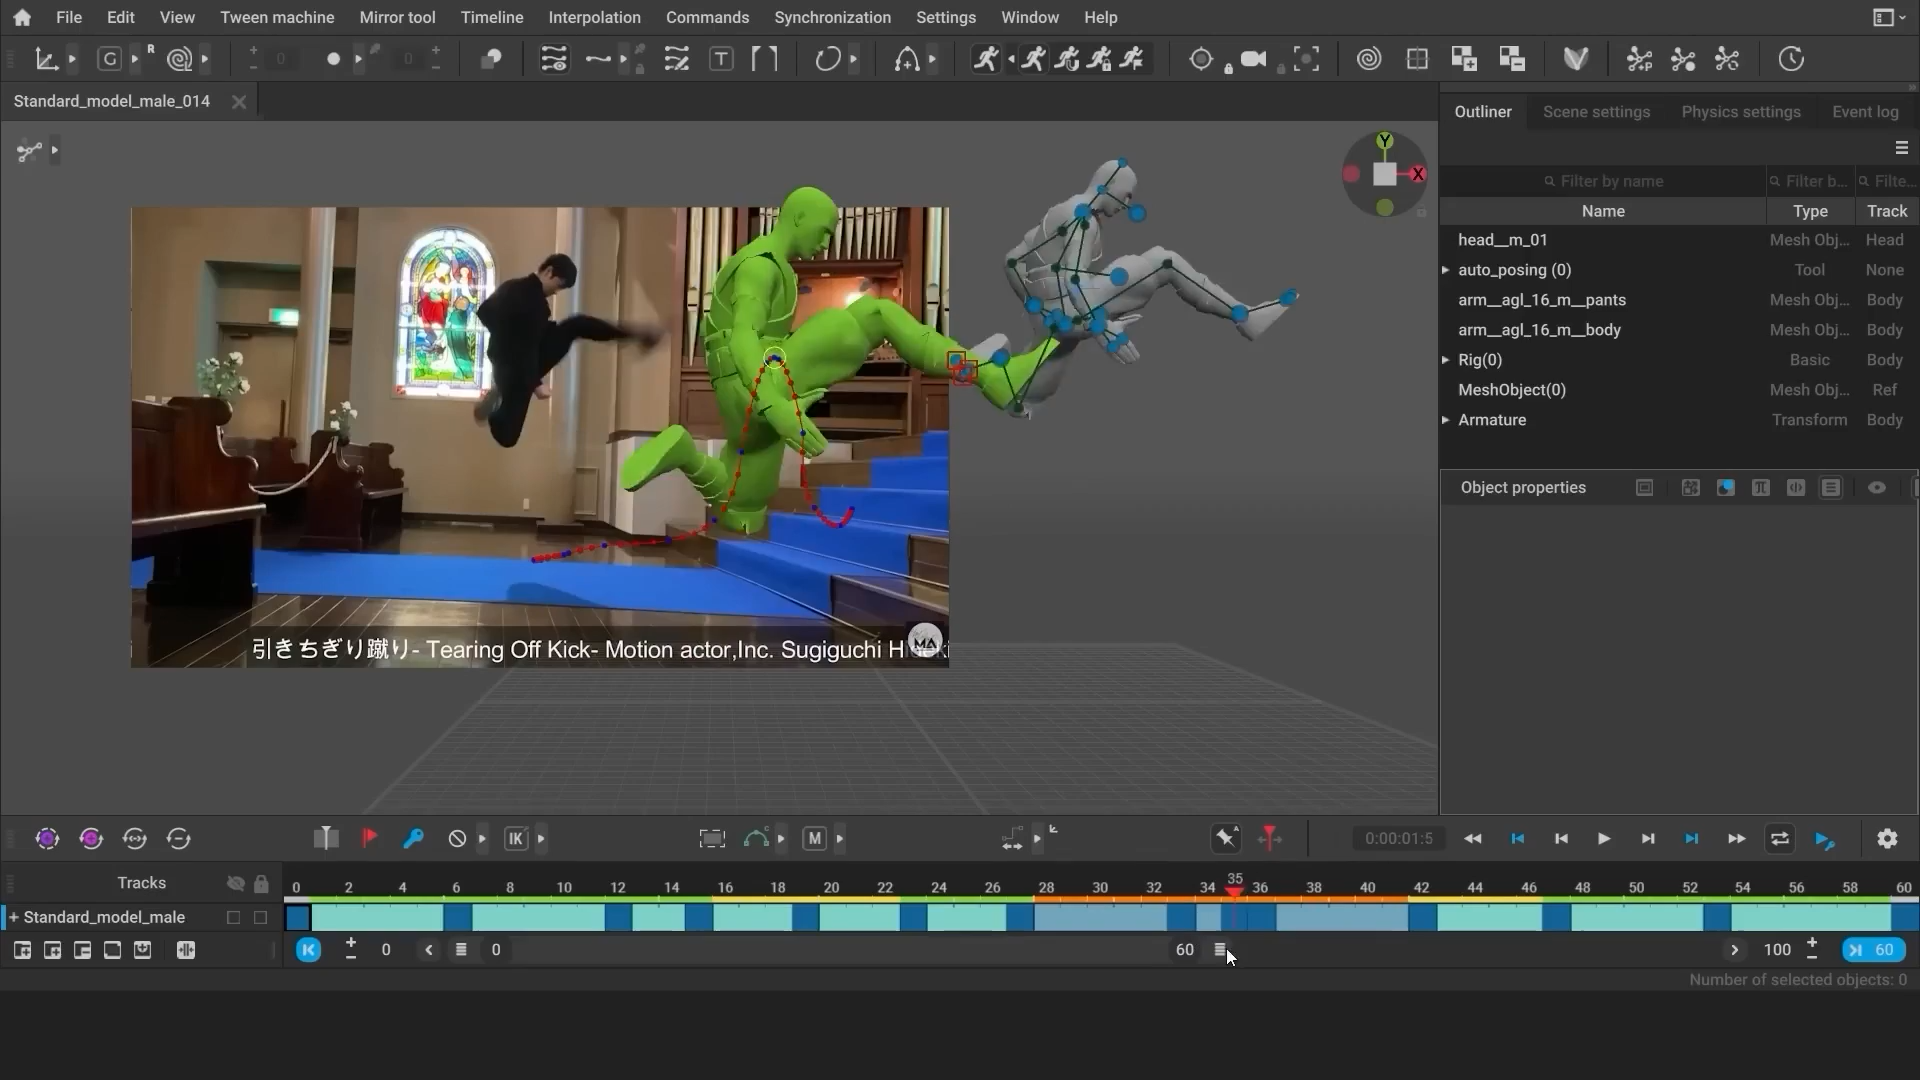 File Edit View Tween machine Mirror tool Timeline Interpolation Commands Synchronization Settings Window Help
G R 0 0 T
Standard_model_male_014
Outliner Scene settings Physics settings Event log
Filter by name Filter b... Filte...
Name Type Track
head__m_01 Mesh Obj... Head
auto_posing (0) Tool None
arm__agl_16_m__pants Mesh Obj... Body
arm__agl_16_m__body Mesh Obj... Body
Rig(0) Basic Body
MeshObject(0) Mesh Obj... Ref
Armature Transform Body
Object properties
Y
X
引きちぎり蹴り- Tearing Off Kick- Motion actor,Inc. Sugiguchi H
MA
IK M 0:00:01:5
Tracks 0 2 4 6 8 10 12 14 16 18 20 22 24 26 28 30 32 34 35 36 38 40 42 44 46 48 50 52 54 56 58 60
+ Standard_model_male
0 0 60 100 60
Number of selected objects: 0